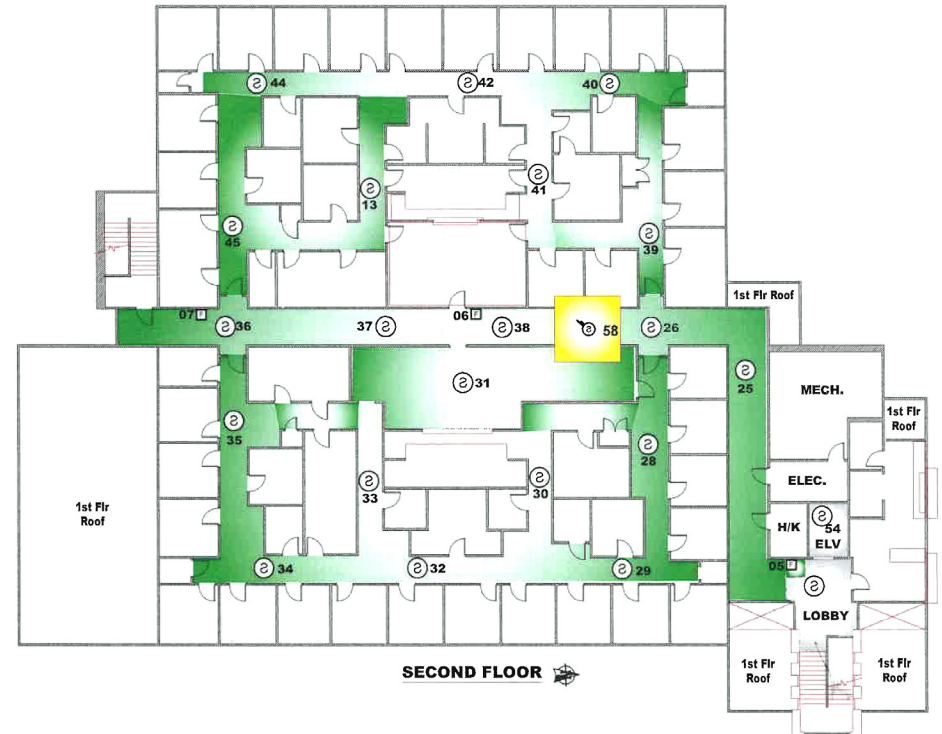 S 44
S 42
40 S
S 13
S 41
S 45
S 39
1st Flr Roof
07 F
S 36
37 S
06 F
S 38
S 58
S 26
S 25
S 31
MECH.
1st Flr
Roof
S 35
S 28
S 33
S 30
ELEC.
1st Flr
Roof
H/K
S 54
ELV
S 34
S 32
S 29
05 F
S
LOBBY
SECOND FLOOR
1st Flr
Roof
1st Flr
Roof